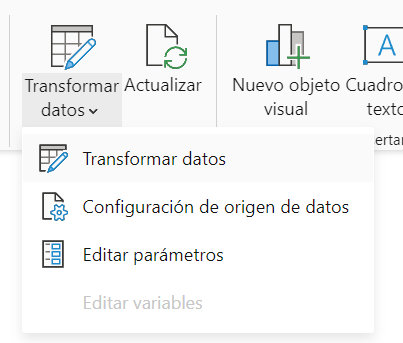 Transformar
datos
Actualizar
Nuevo objeto
visual
Cuadro
texto
ertar
Transformar datos
Configuración de origen de datos
Editar parámetros
Editar variables